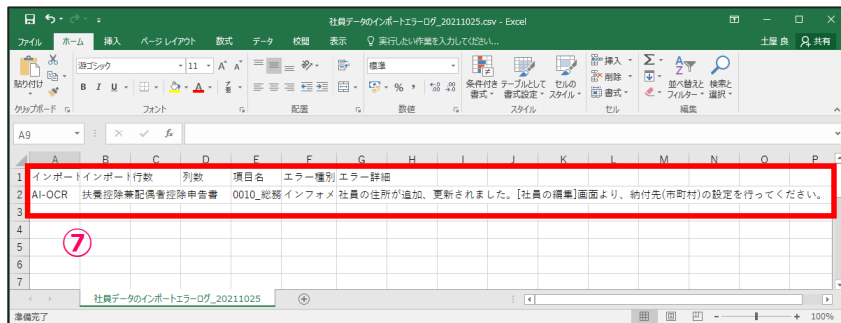 社員データのインポートエラーログ_20211025.csv - Excel
ファイル ホーム 挿入 ページ レイアウト 数式 データ 校閲 表示 実行したい作業を入力してください... 土屋 良 共有
貼り付け 游ゴシック 11 A A 標準 条件付き書式 テーブルとして書式設定 セルのスタイル 挿入 削除 書式 並べ替えと フィルター 検索と 選択
B I U A % ,
クリップボード フォント 配置 数値 スタイル セル 編集
A9 fx
A B C D E F G H I J K L M N O P
1 インポート インポート 行数 列数 項目名 エラー種別 エラー詳細
2 AI-OCR 扶養控除兼配偶者控除申告書 0010_総務 インフォメ 社員の住所が追加、更新されました。[社員の編集]画面より、納付先(市町村)の設定を行ってください。
3
4
5
⑦
6
7
社員データのインポートエラーログ_20211025
準備完了 100%